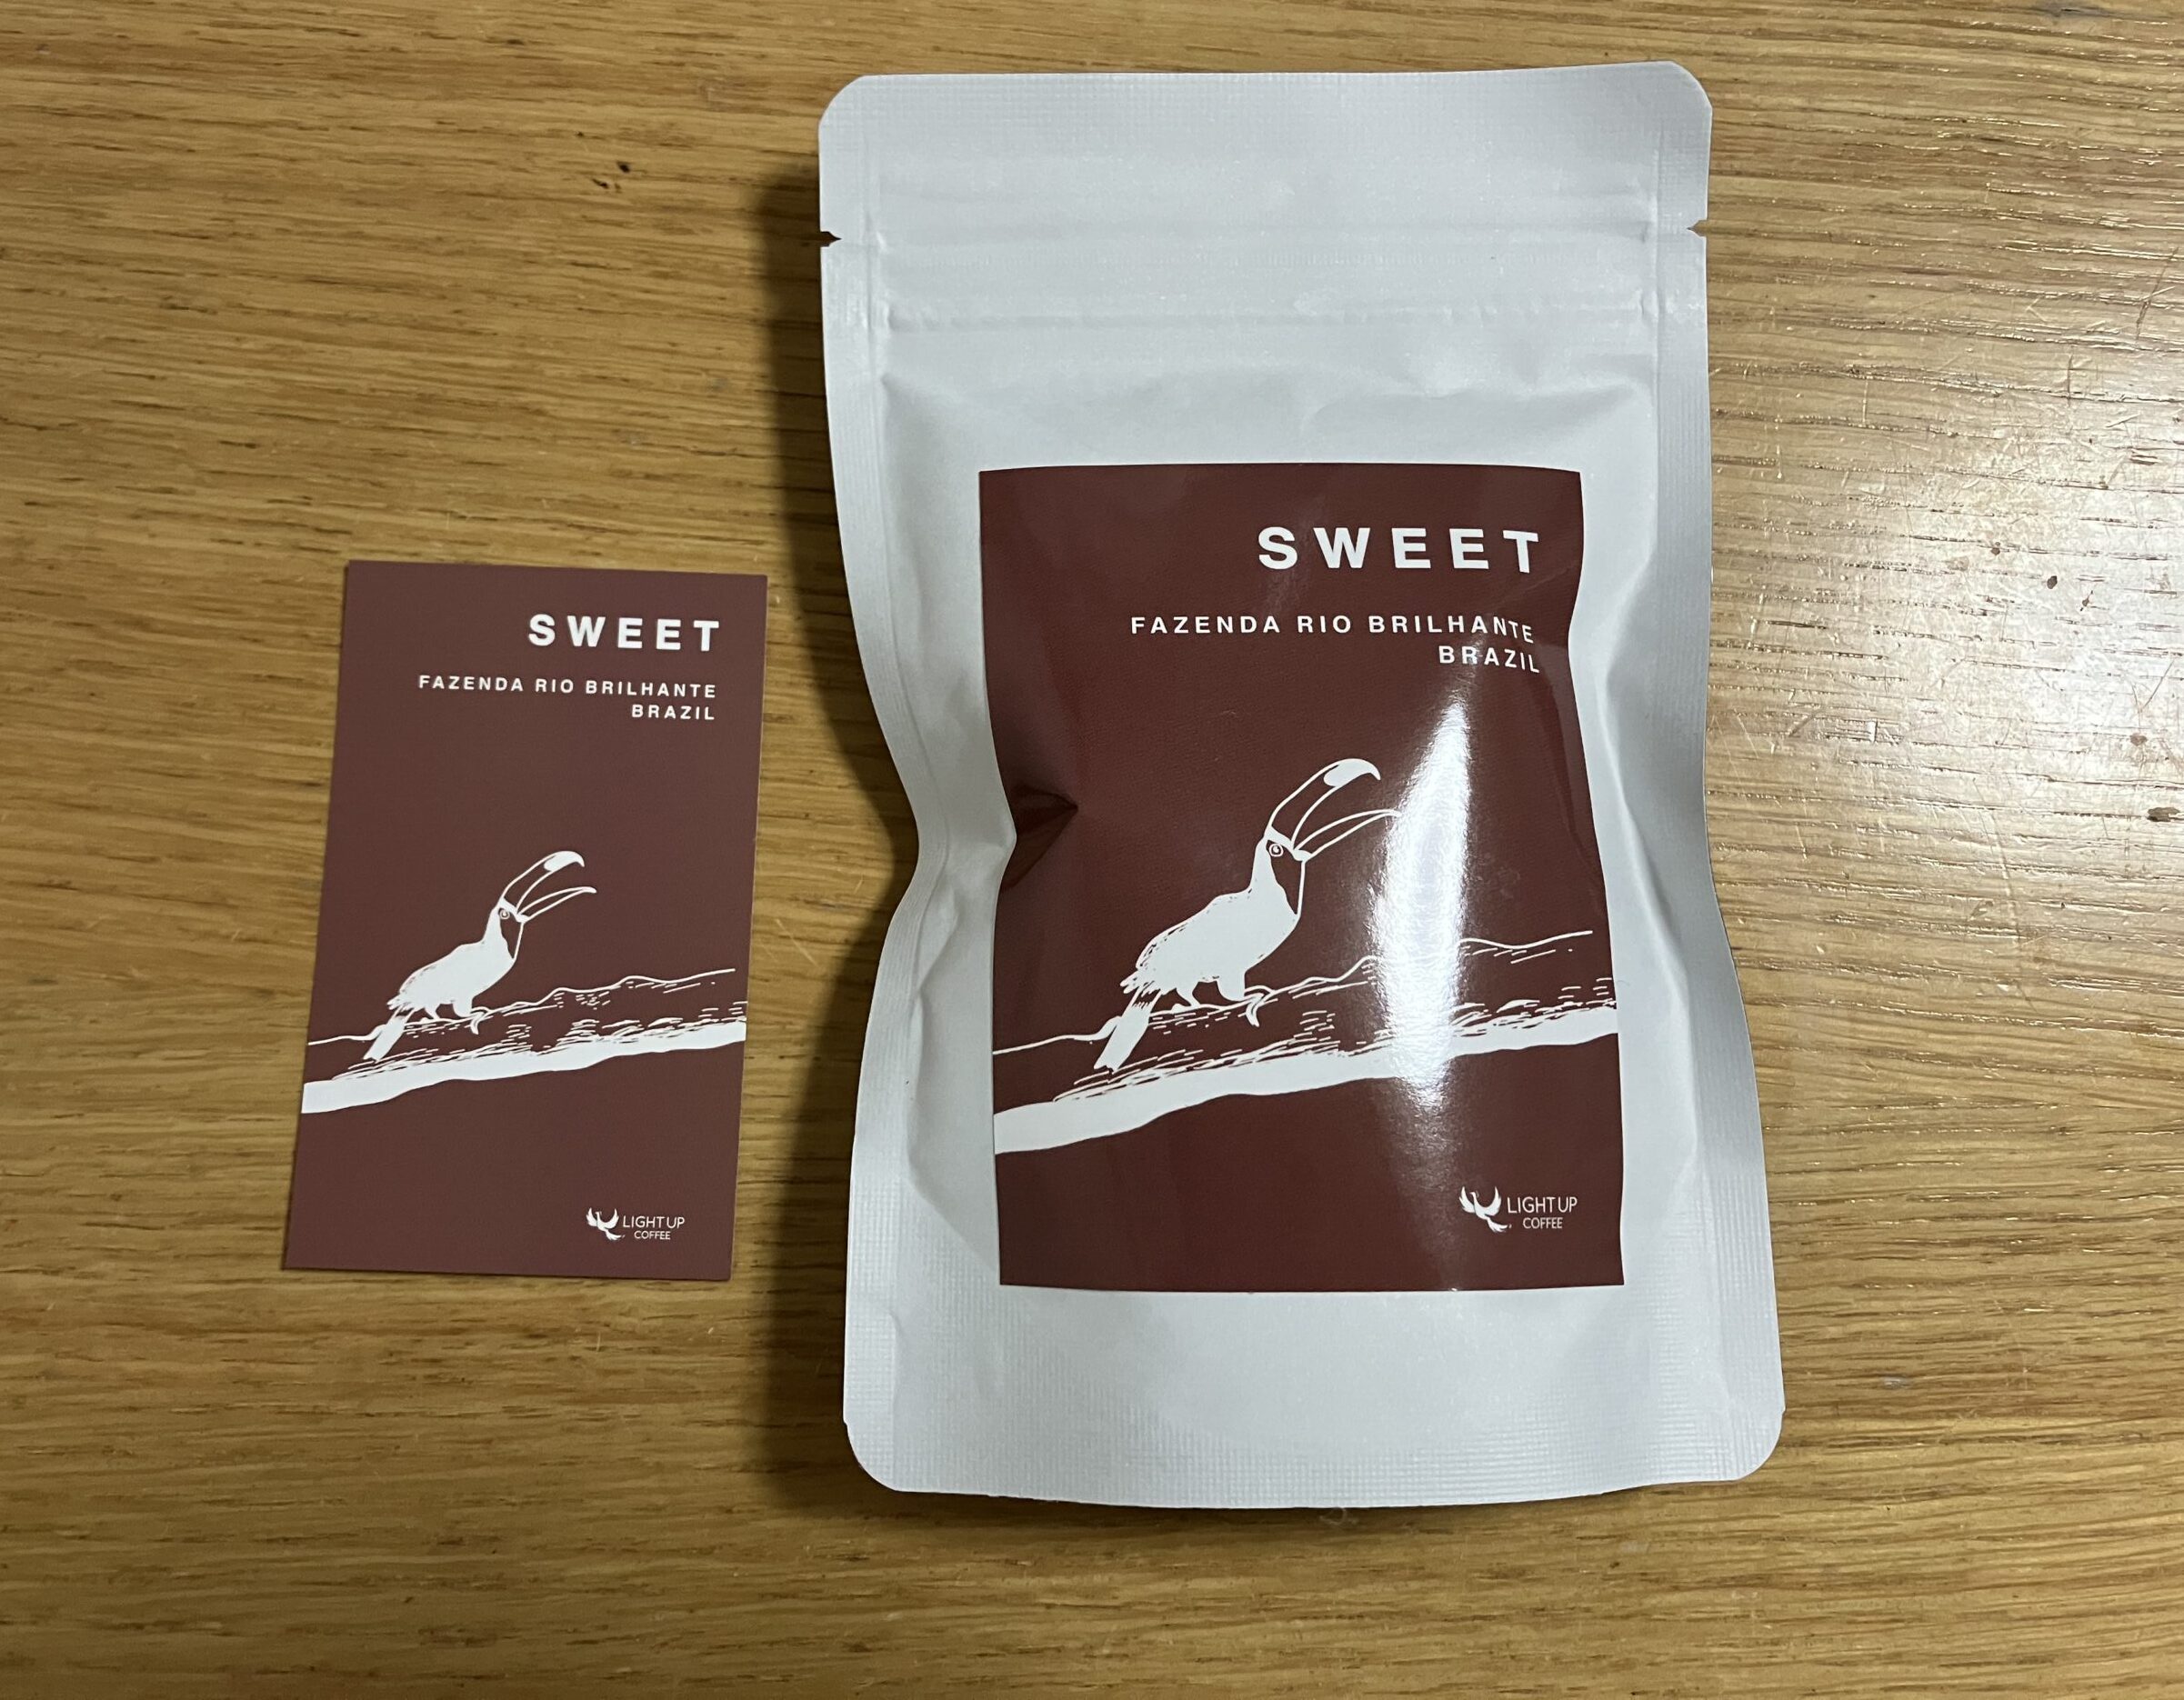 SWEET
FAZENDA RIO BRILHANTE
BRAZIL
LIGHT UP
COFFEE
SWEET
FAZENDA RIO BRILHANTE
BRAZIL
LIGHT UP
COFFEE